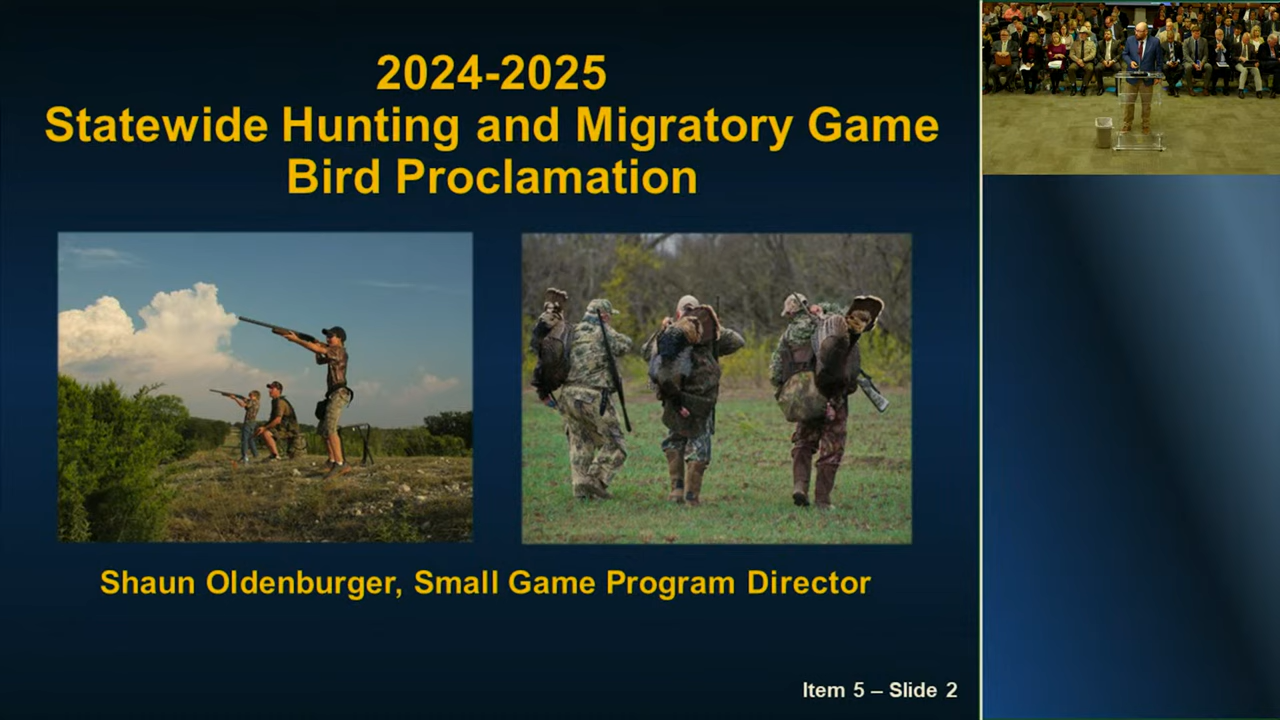 2024-2025
Statewide Hunting and Migratory Game
Bird Proclamation
Shaun Oldenburger, Small Game Program Director
Item 5 – Slide 2